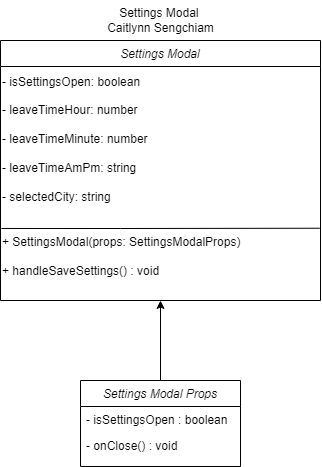 Settings Modal
Caitlynn Sengchiam
Settings Modal
- isSettingsOpen: boolean
- leaveTimeHour: number
- leaveTimeMinute: number
- leaveTimeAmPm: string
- selectedCity: string
+ SettingsModal(props: SettingsModalProps)
+ handleSaveSettings() : void
Settings Modal Props
- isSettingsOpen : boolean
- onClose() : void